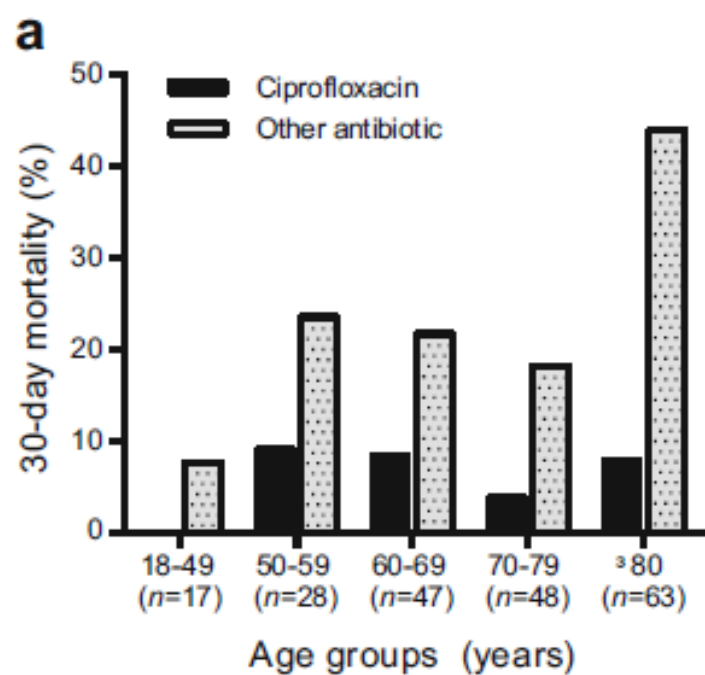 a
50
40
30
20
10
0
30-day mortality (%)
Ciprofloxacin
Other antibiotic
18-49 50-59 60-69 70-79 ³80
(n=17) (n=28) (n=47) (n=48) (n=63)
Age groups (years)